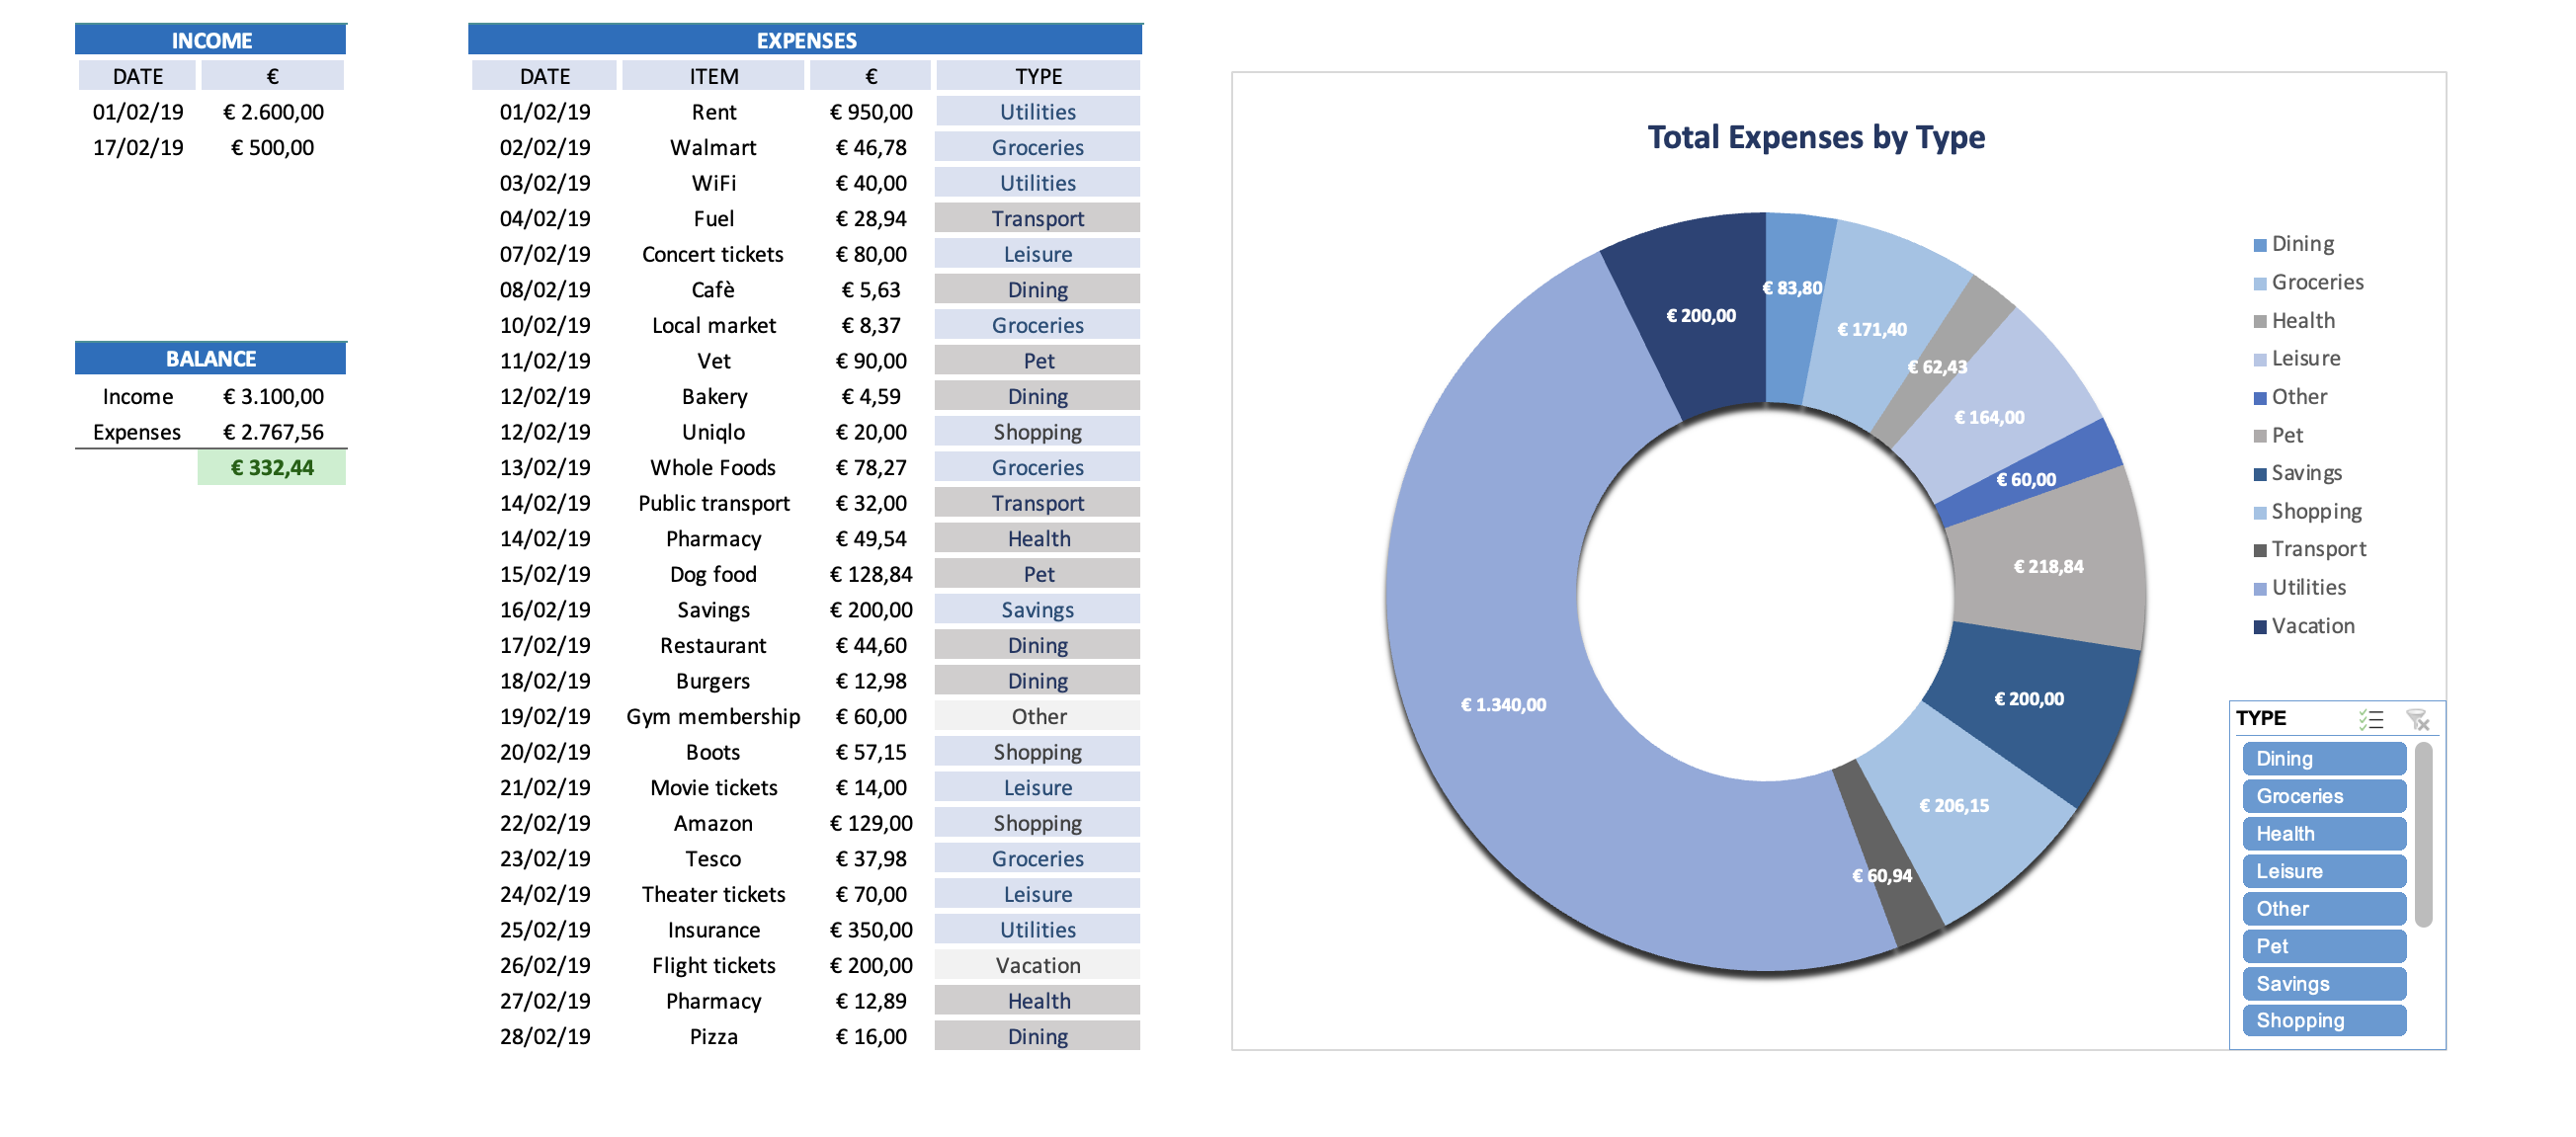 INCOME
DATE €
01/02/19 € 2.600,00
17/02/19 € 500,00
BALANCE
Income € 3.100,00
Expenses € 2.767,56
€ 332,44
EXPENSES
DATE ITEM € TYPE
01/02/19 Rent € 950,00 Utilities
02/02/19 Walmart € 46,78 Groceries
03/02/19 WiFi € 40,00 Utilities
04/02/19 Fuel € 28,94 Transport
07/02/19 Concert tickets € 80,00 Leisure
08/02/19 Cafè € 5,63 Dining
10/02/19 Local market € 8,37 Groceries
11/02/19 Vet € 90,00 Pet
12/02/19 Bakery € 4,59 Dining
12/02/19 Uniqlo € 20,00 Shopping
13/02/19 Whole Foods € 78,27 Groceries
14/02/19 Public transport € 32,00 Transport
14/02/19 Pharmacy € 49,54 Health
15/02/19 Dog food € 128,84 Pet
16/02/19 Savings € 200,00 Savings
17/02/19 Restaurant € 44,60 Dining
18/02/19 Burgers € 12,98 Dining
19/02/19 Gym membership € 60,00 Other
20/02/19 Boots € 57,15 Shopping
21/02/19 Movie tickets € 14,00 Leisure
22/02/19 Amazon € 129,00 Shopping
23/02/19 Tesco € 37,98 Groceries
24/02/19 Theater tickets € 70,00 Leisure
25/02/19 Insurance € 350,00 Utilities
26/02/19 Flight tickets € 200,00 Vacation
27/02/19 Pharmacy € 12,89 Health
28/02/19 Pizza € 16,00 Dining
Total Expenses by Type
€ 83,80
€ 171,40
€ 62,43
€ 164,00
€ 60,00
€ 218,84
€ 200,00
€ 206,15
€ 60,94
€ 1.340,00
€ 200,00
Dining
Groceries
Health
Leisure
Other
Pet
Savings
Shopping
Transport
Utilities
Vacation
TYPE
Dining
Groceries
Health
Leisure
Other
Pet
Savings
Shopping